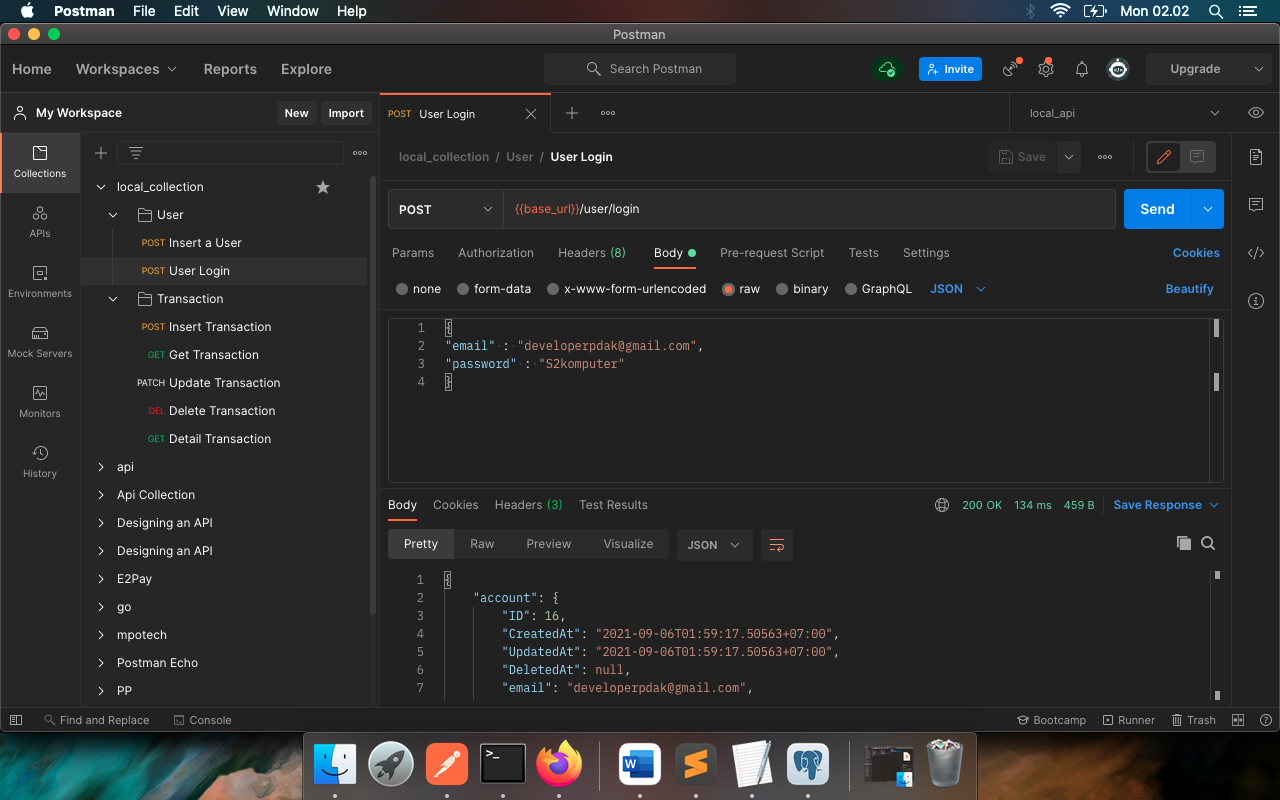 Postman File Edit View Window Help Mon 02.02
Postman
Home Workspaces Reports Explore Search Postman Invite Upgrade
My Workspace New Import POST User Login local_api
Collections
APIs
Environments
Mock Servers
Monitors
History
local_collection
User
POST Insert a User
POST User Login
Transaction
POST Insert Transaction
GET Get Transaction
PATCH Update Transaction
DEL Delete Transaction
GET Detail Transaction
api
Api Collection
Designing an API
Designing an API
E2Pay
go
mpotech
Postman Echo
PP
local_collection / User / User Login Save
POST {{base_url}}/user/login Send
Params Authorization Headers (8) Body Pre-request Script Tests Settings Cookies
none form-data x-www-form-urlencoded raw binary GraphQL JSON Beautify
1 {
2 "email" : "developerpdak@gmail.com",
3 "password" : "S2komputer"
4 }
Body Cookies Headers (3) Test Results 200 OK 134 ms 459 B Save Response
Pretty Raw Preview Visualize JSON
1 {
2 "account": {
3 "ID": 16,
4 "CreatedAt": "2021-09-06T01:59:17.50563+07:00",
5 "UpdatedAt": "2021-09-06T01:59:17.50563+07:00",
6 "DeletedAt": null,
7 "email": "developerpdak@gmail.com",
Find and Replace Console Bootcamp Runner Trash